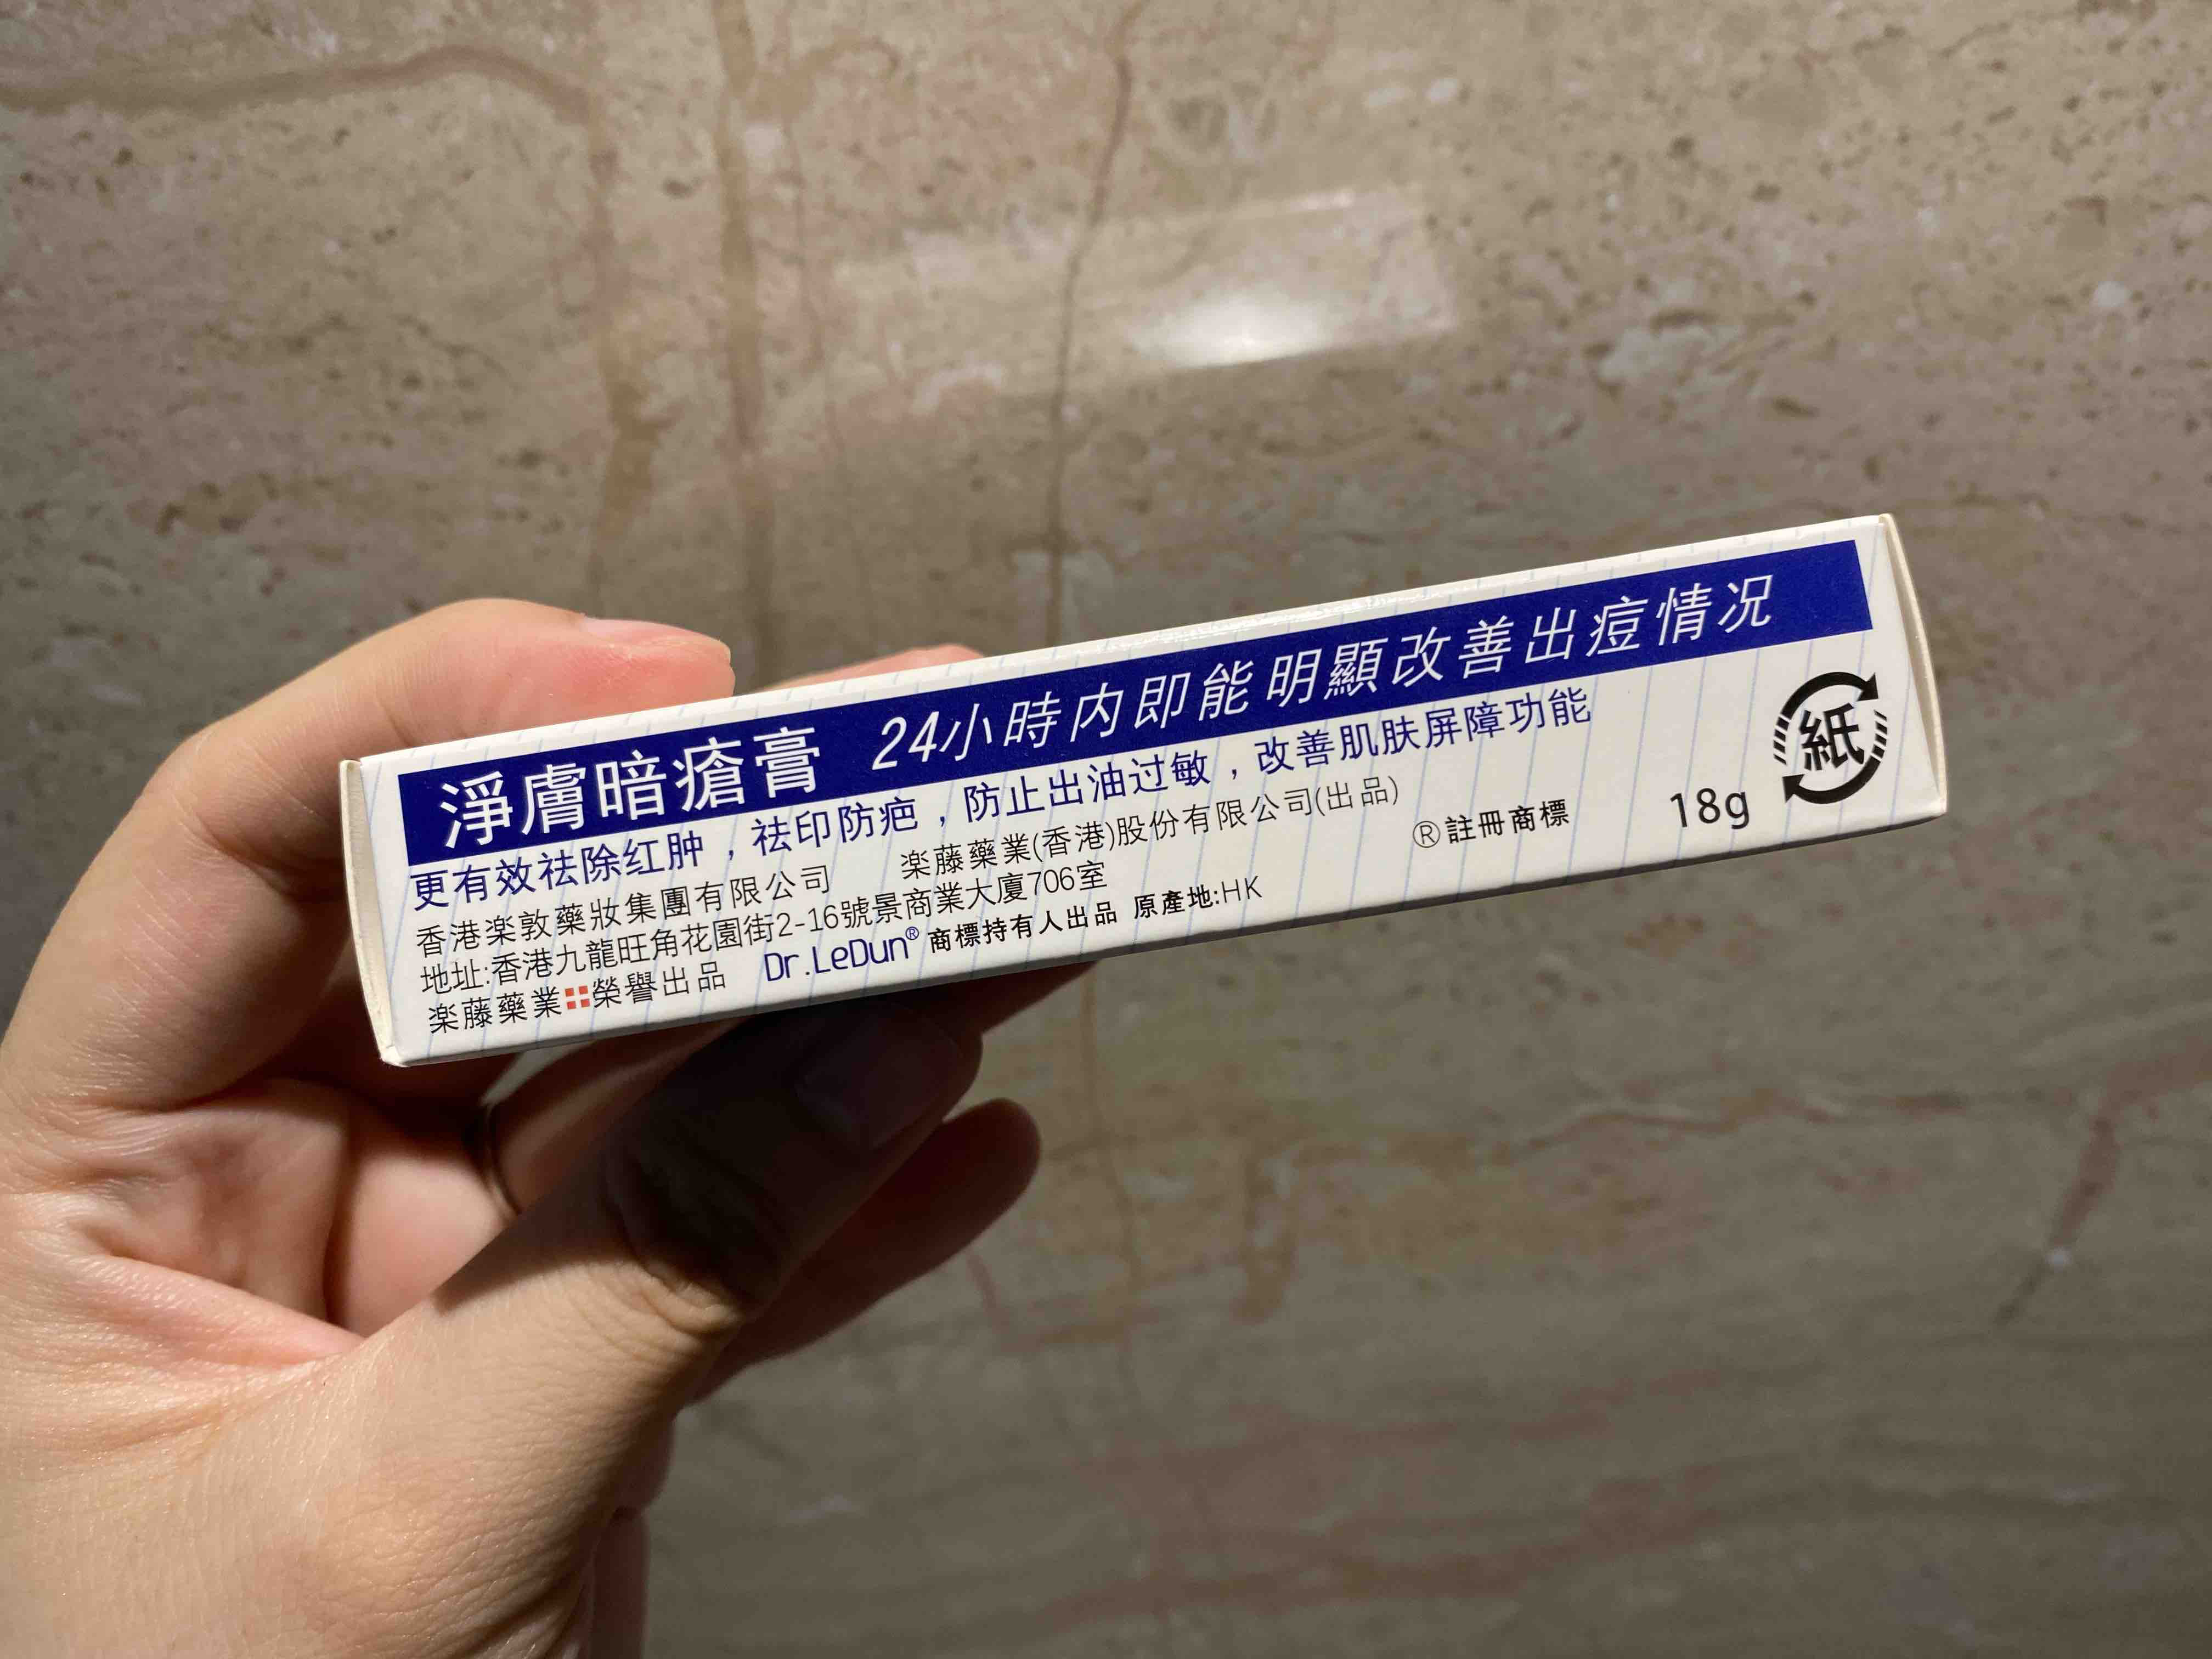 淨膚暗瘡膏 24小時内即能明顯改善出痘情况
更有效祛除红肿，祛印防疤，防止出油过敏，改善肌肤屏障功能
香港楽敦藥妝集團有限公司 楽藤藥業(香港)股份有限公司(出品)
地址:香港九龍旺角花園街2-16號景商業大廈706室
楽藤藥業榮譽出品 Dr.LeDun® 商標持有人出品 原產地:HK
®註冊商標
18g
紙